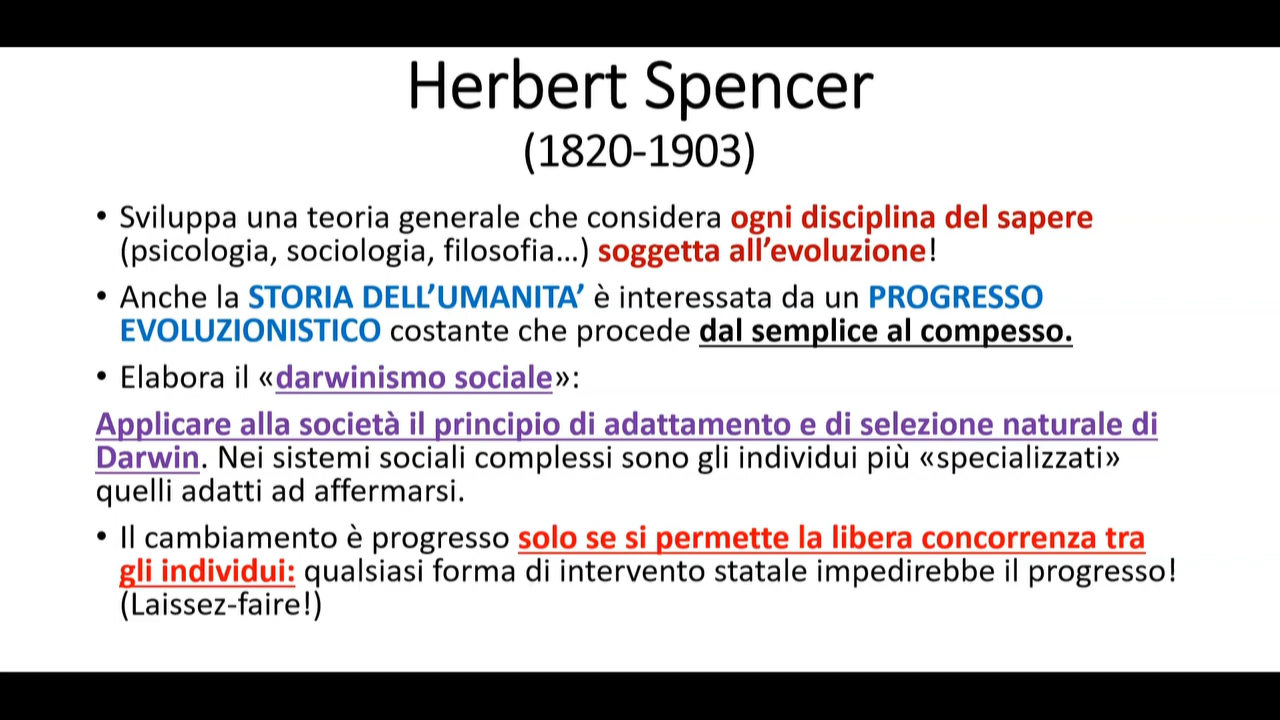 Herbert Spencer
(1820-1903)
• Sviluppa una teoria generale che considera ogni disciplina del sapere
(psicologia, sociologia, filosofia…) soggetta all’evoluzione!
• Anche la STORIA DELL’UMANITA’ è interessata da un PROGRESSO
EVOLUZIONISTICO costante che procede dal semplice al compesso.
• Elabora il «darwinismo sociale»:
Applicare alla società il principio di adattamento e di selezione naturale di
Darwin. Nei sistemi sociali complessi sono gli individui più «specializzati»
quelli adatti ad affermarsi.
• Il cambiamento è progresso solo se si permette la libera concorrenza tra
gli individui: qualsiasi forma di intervento statale impedirebbe il progresso!
(Laissez-faire!)